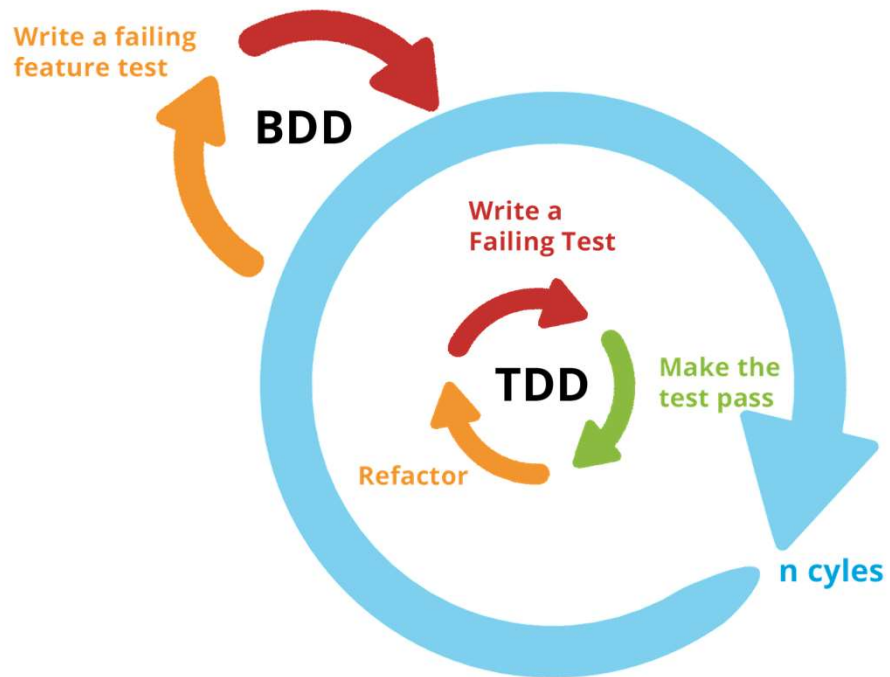 Write a failing
feature test
BDD
Write a
Failing Test
TDD
Make the
test pass
Refactor
n cyles